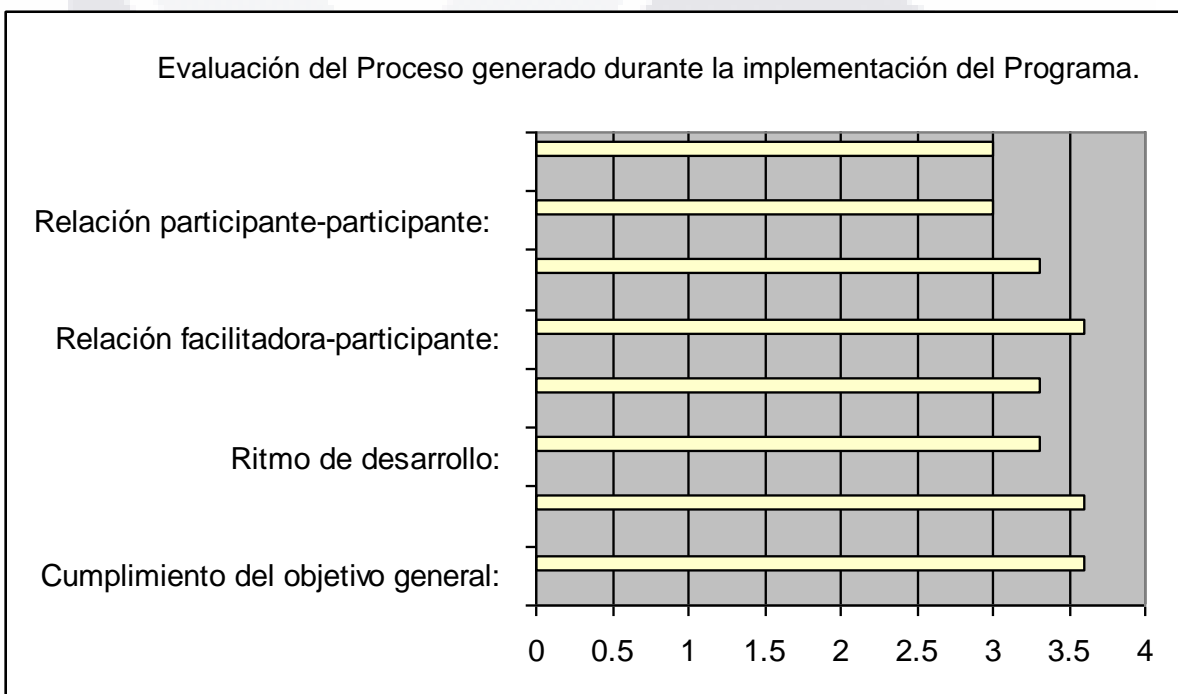 Evaluación del Proceso generado durante la implementación del Programa.
Relación participante-participante:
Relación facilitadora-participante:
Ritmo de desarrollo:
Cumplimiento del objetivo general:
0 0.5 1 1.5 2 2.5 3 3.5 4